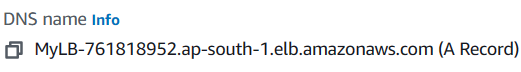 DNS name Info
MyLB-761818952.ap-south-1.elb.amazonaws.com (A Record)